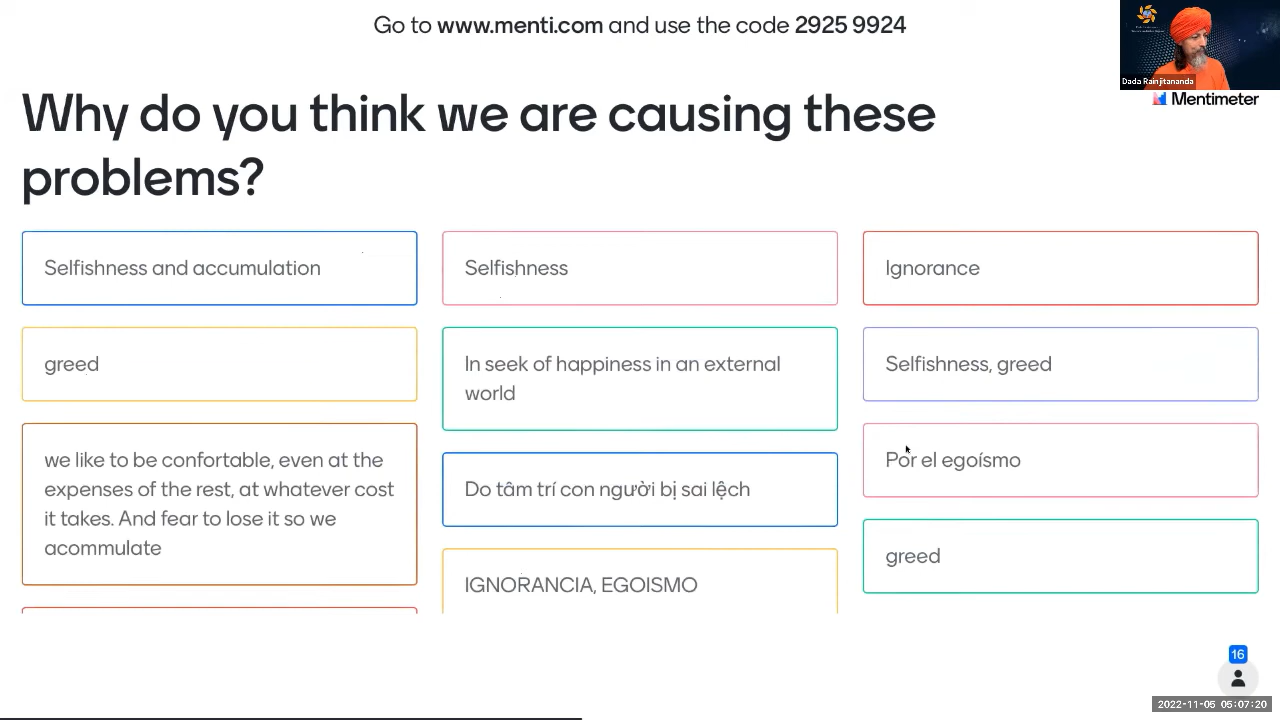 Go to www.menti.com and use the code 2925 9924
Dada Rainjitananda
Mentimeter
Why do you think we are causing these
problems?
Selfishness and accumulation
Selfishness
Ignorance
greed
In seek of happiness in an external
world
Selfishness, greed
we like to be confortable, even at the
expenses of the rest, at whatever cost
it takes. And fear to lose it so we
acommulate
Do tâm trí con người bị sai lệch
Por el egoísmo
IGNORANCIA, EGOISMO
greed
16
2022-11-05 05:07:20